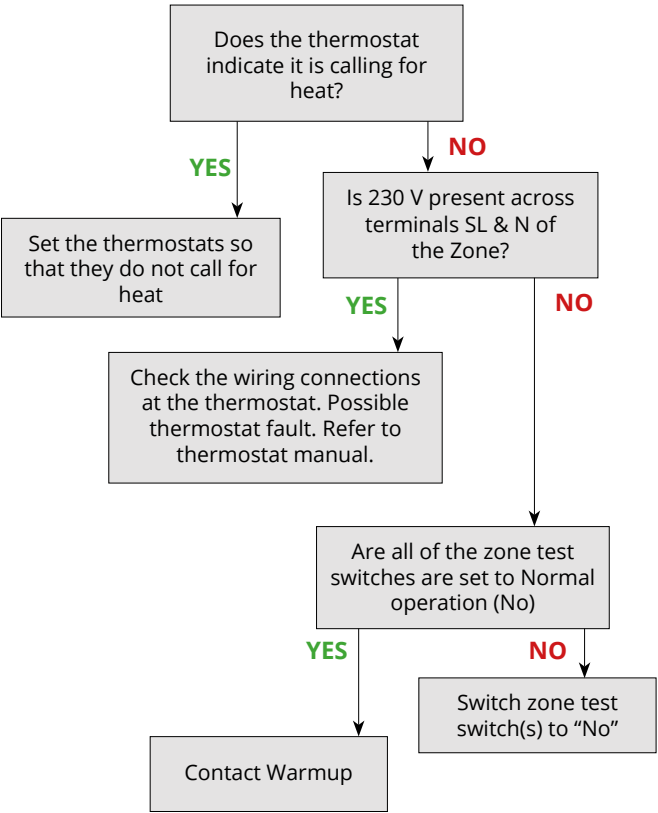 Does the thermostat
indicate it is calling for
heat?
YES
NO
Set the thermostats so
that they do not call for
heat
Is 230 V present across
terminals SL & N of
the Zone?
YES
NO
Check the wiring connections
at the thermostat. Possible
thermostat fault. Refer to
thermostat manual.
Are all of the zone test
switches are set to Normal
operation (No)
YES
NO
Switch zone test
switch(s) to “No”
Contact Warmup